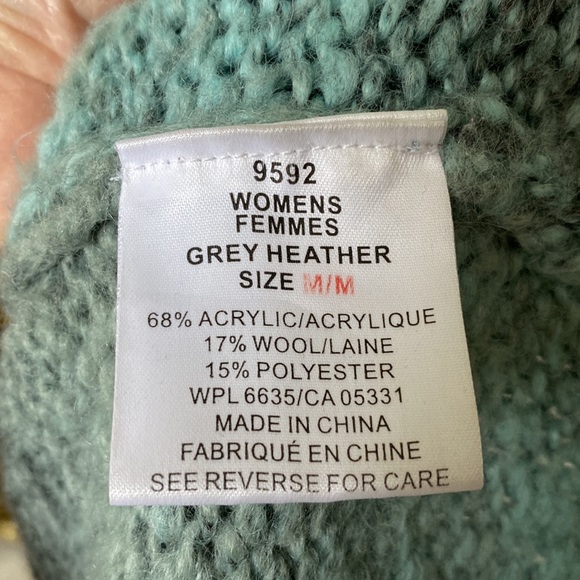 9592
WOMENS
FEMMES
GREY HEATHER
SIZE M/M
68% ACRYLIC/ACRYLIQUE
17% WOOL/LAINE
15% POLYESTER
WPL 6635/CA 05331
MADE IN CHINA
FABRIQUÉ EN CHINE
SEE REVERSE FOR CARE